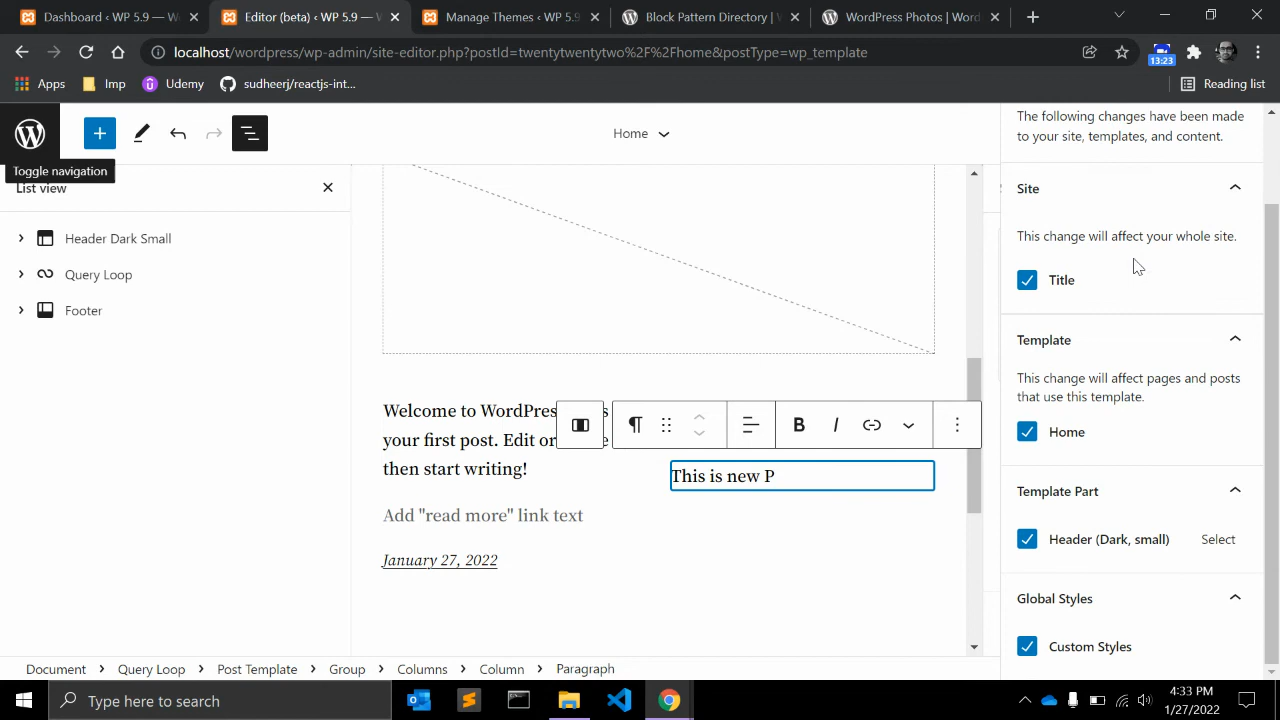 Dashboard ‹ WP 5.9 — W
Editor (beta) ‹ WP 5.9 — W
Manage Themes ‹ WP 5.9
Block Pattern Directory | W
WordPress Photos | Word
localhost/wordpress/wp-admin/site-editor.php?postId=twentytwentytwo%2F%2Fhome&postType=wp_template
13:23
Apps
Imp
Udemy
sudheerj/reactjs-int...
Reading list
Home
The following changes have been made
to your site, templates, and content.
Toggle navigation
List view
Header Dark Small
Query Loop
Footer
Site
This change will affect your whole site.
Title
Template
This change will affect pages and posts
that use this template.
Home
Template Part
Header (Dark, small) Select
Global Styles
Custom Styles
Welcome to WordPres
your first post. Edit or
then start writing!
B I
This is new P
Add "read more" link text
January 27, 2022
Document Query Loop Post Template Group Columns Column Paragraph
Type here to search
4:33 PM
1/27/2022